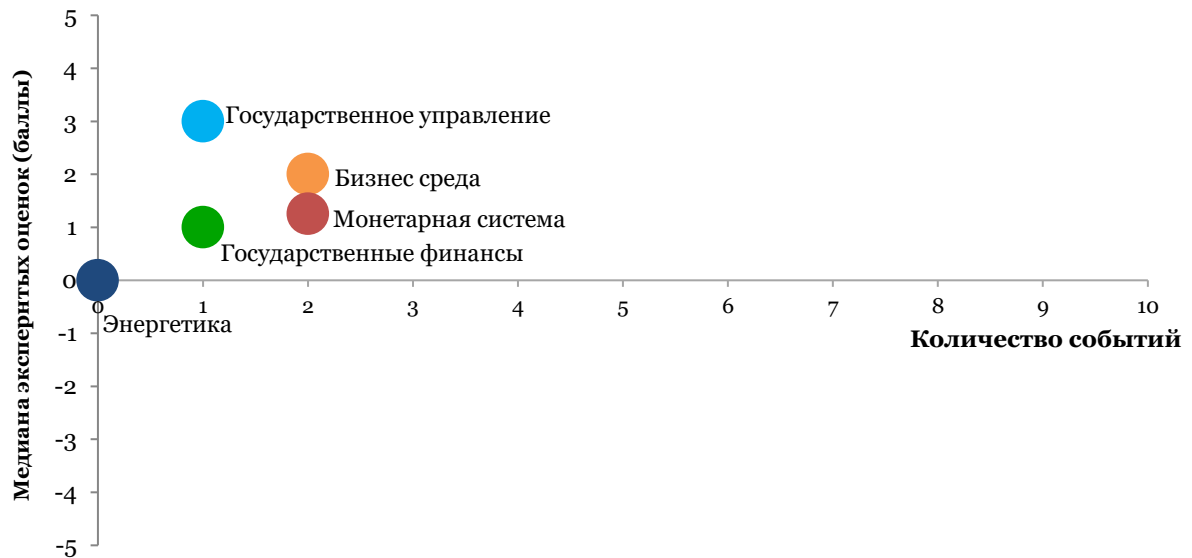 Медиана экспернтых оценок (баллы)
5
4
3
2
1
0
-1
-2
-3
-4
-5
Государственное управление
Бизнес среда
Монетарная система
Государственные финансы
Энергетика
0 1 2 3 4 5 6 7 8 9 10
Количество событий